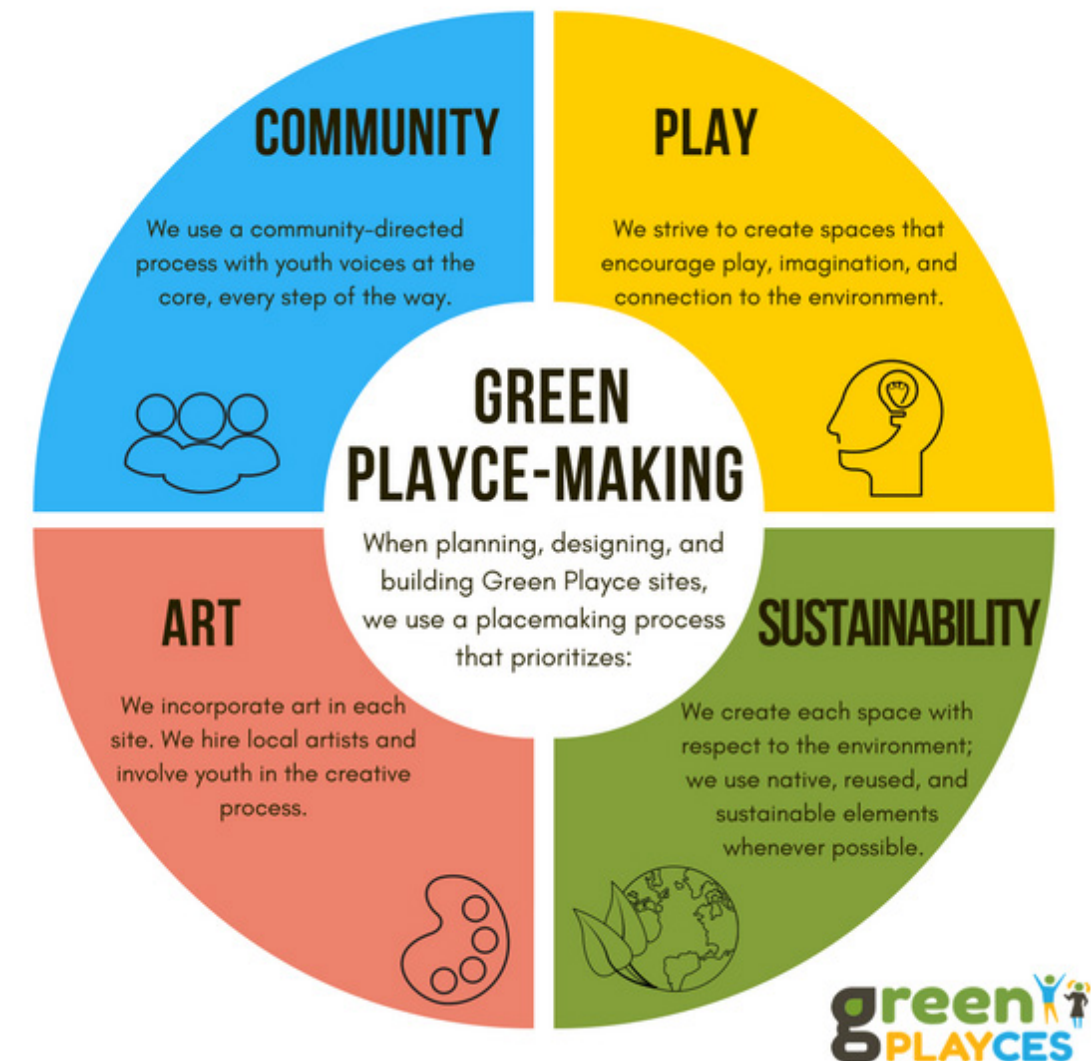 COMMUNITY
We use a community-directed
process with youth voices at the
core, every step of the way.
PLAY
We strive to create spaces that
encourage play, imagination, and
connection to the environment.
GREEN
PLAYCE-MAKING
When planning, designing, and
building Green Playce sites,
we use a placemaking process
that prioritizes:
ART
We incorporate art in each
site. We hire local artists and
involve youth in the creative
process.
SUSTAINABILITY
We create each space with
respect to the environment;
we use native, reused, and
sustainable elements
whenever possible.
green
PLAYCES